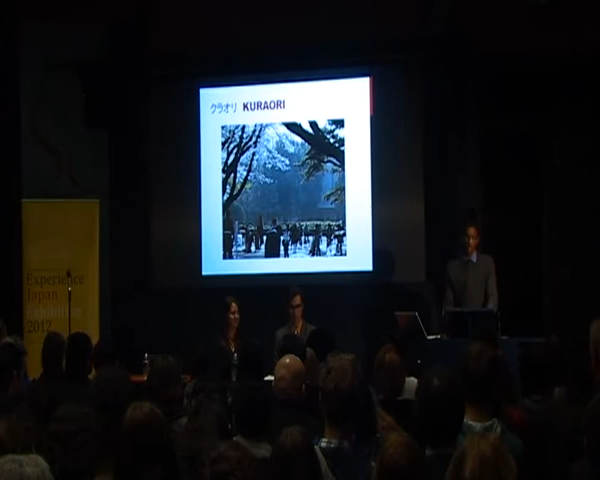 クラオリ KURAORI
Experience
Japan
Exhibition
2012